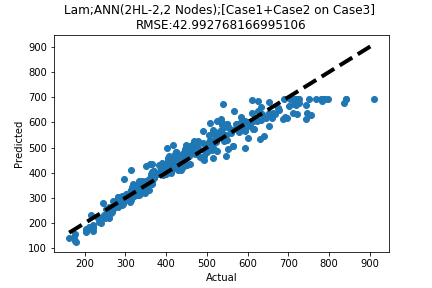 Lam;ANN(2HL-2,2 Nodes);[Case1+Case2 on Case3]
RMSE:42.992768166995106
900
800
700
600
500
400
300
200
100
Predicted
200 300 400 500 600 700 800 900
Actual